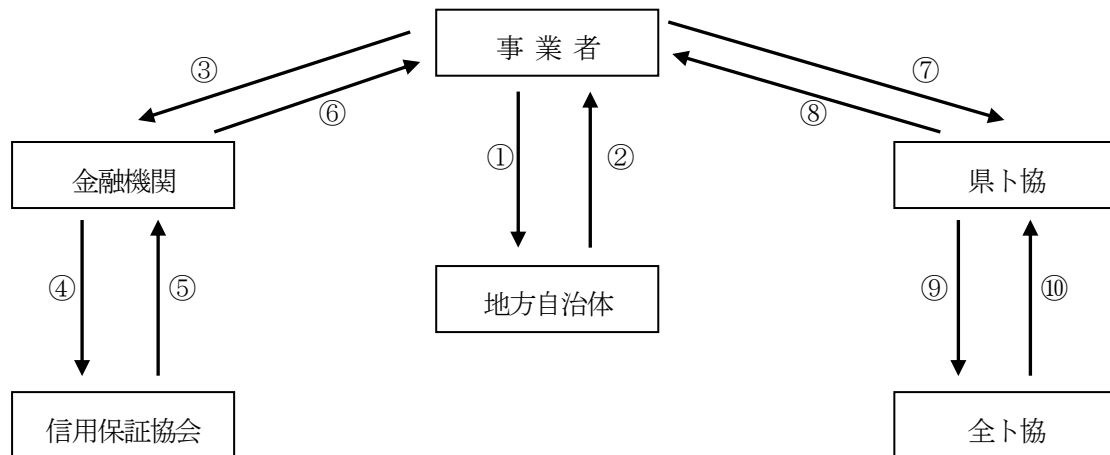 事 業 者
③
⑦
⑥
⑧
金融機関
①
②
県ト協
④
⑤
地方自治体
⑨
⑩
信用保証協会
全ト協